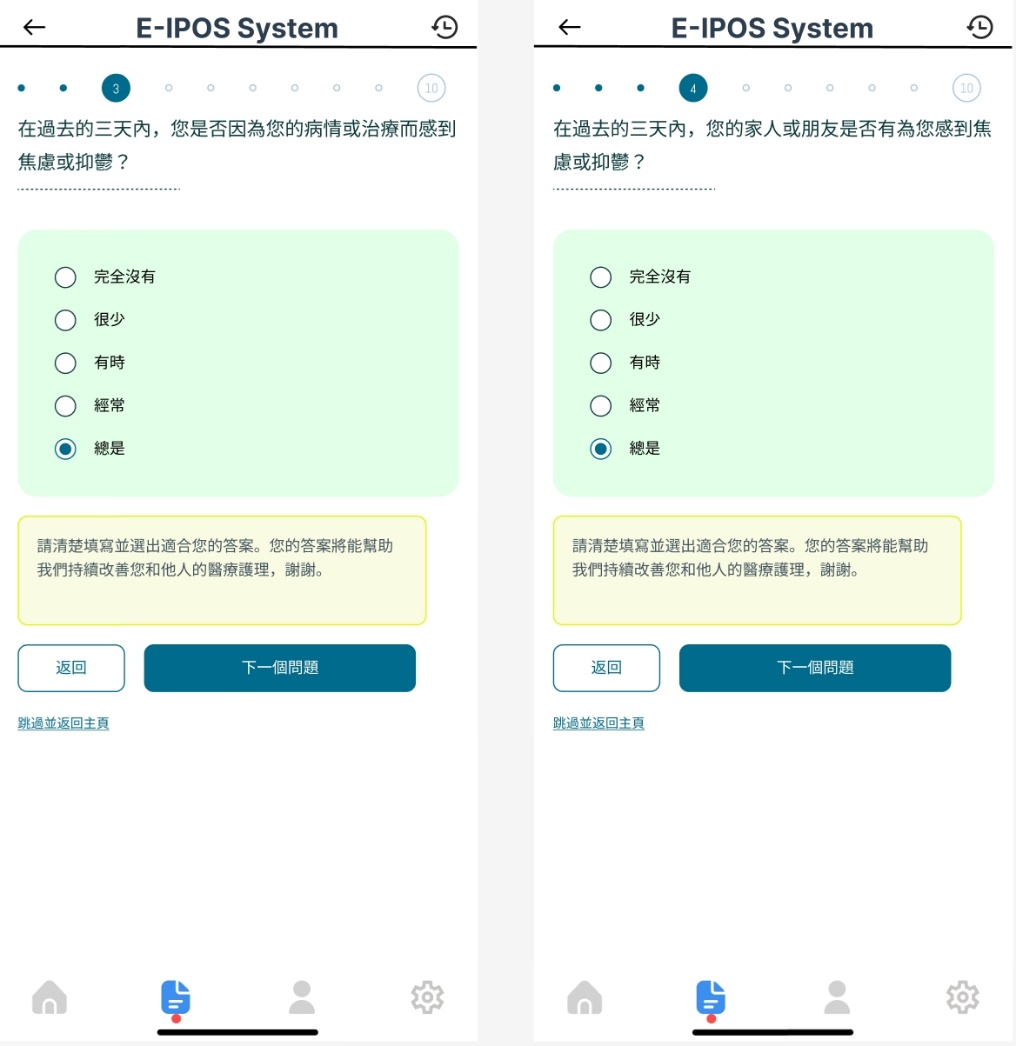 E-IPOS System
3
10
在過去的三天內，您是否因為您的病情或治療而感到
焦慮或抑鬱？
完全沒有
很少
有時
經常
總是
請清楚填寫並選出適合您的答案。您的答案將能幫助
我們持續改善您和他人的醫療護理，謝謝。
返回
下一個問題
跳過並返回主頁
E-IPOS System
4
10
在過去的三天內，您的家人或朋友是否有為您感到焦
慮或抑鬱？
完全沒有
很少
有時
經常
總是
請清楚填寫並選出適合您的答案。您的答案將能幫助
我們持續改善您和他人的醫療護理，謝謝。
返回
下一個問題
跳過並返回主頁